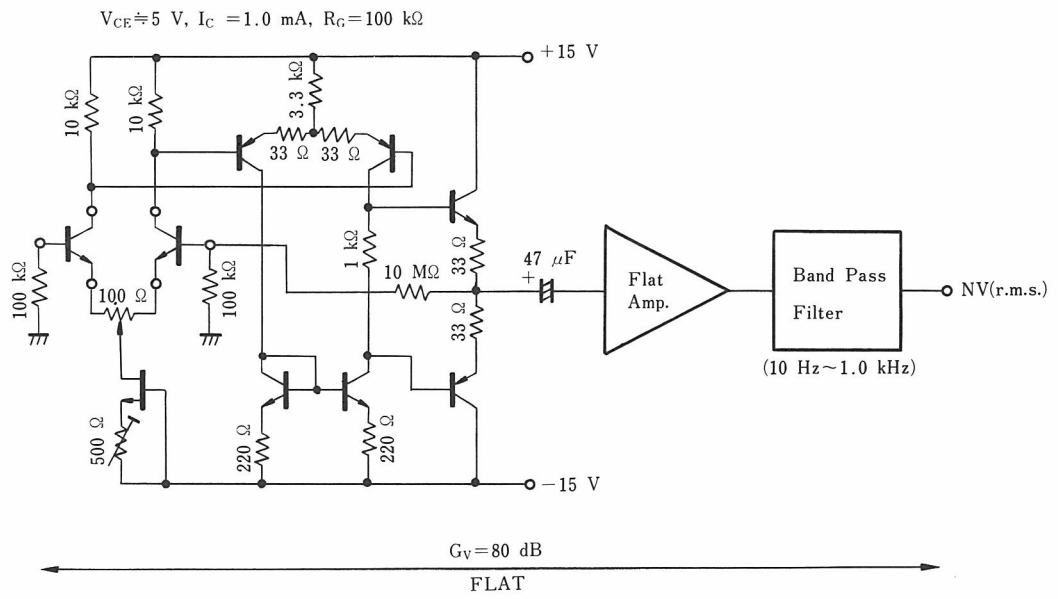 V_CE≒5 V, I_C =1.0 mA, R_G=100 kΩ
+15 V
10 kΩ
10 kΩ
3.3 kΩ
33 Ω
33 Ω
100 kΩ
100 Ω
100 kΩ
1 kΩ
10 MΩ
33 Ω
33 Ω
47 μF
+
Flat
Amp.
Band Pass
Filter
NV(r.m.s.)
(10 Hz~1.0 kHz)
500 Ω
220 Ω
220 Ω
−15 V
G_V=80 dB
FLAT